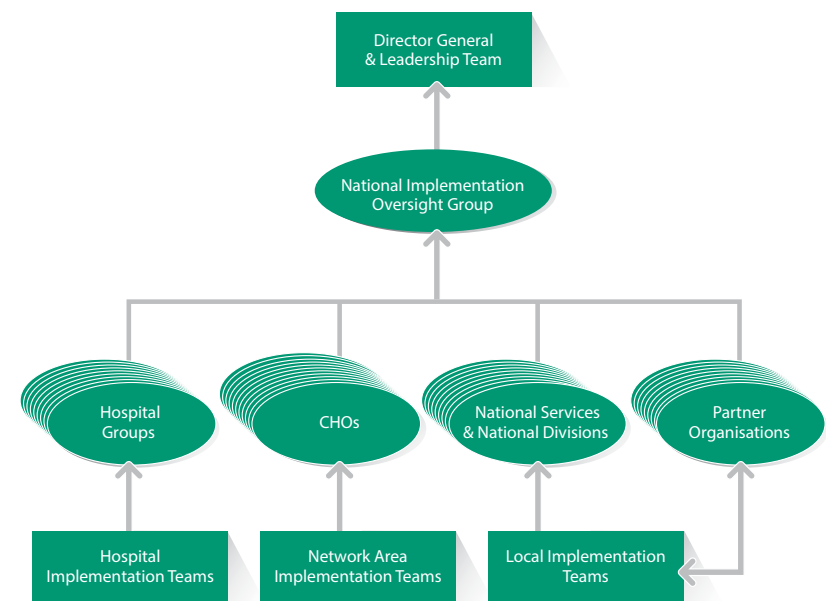 Director General
& Leadership Team
National Implementation
Oversight Group
Hospital
Groups
CHOs
National Services
& National Divisions
Partner
Organisations
Hospital
Implementation Teams
Network Area
Implementation Teams
Local Implementation
Teams